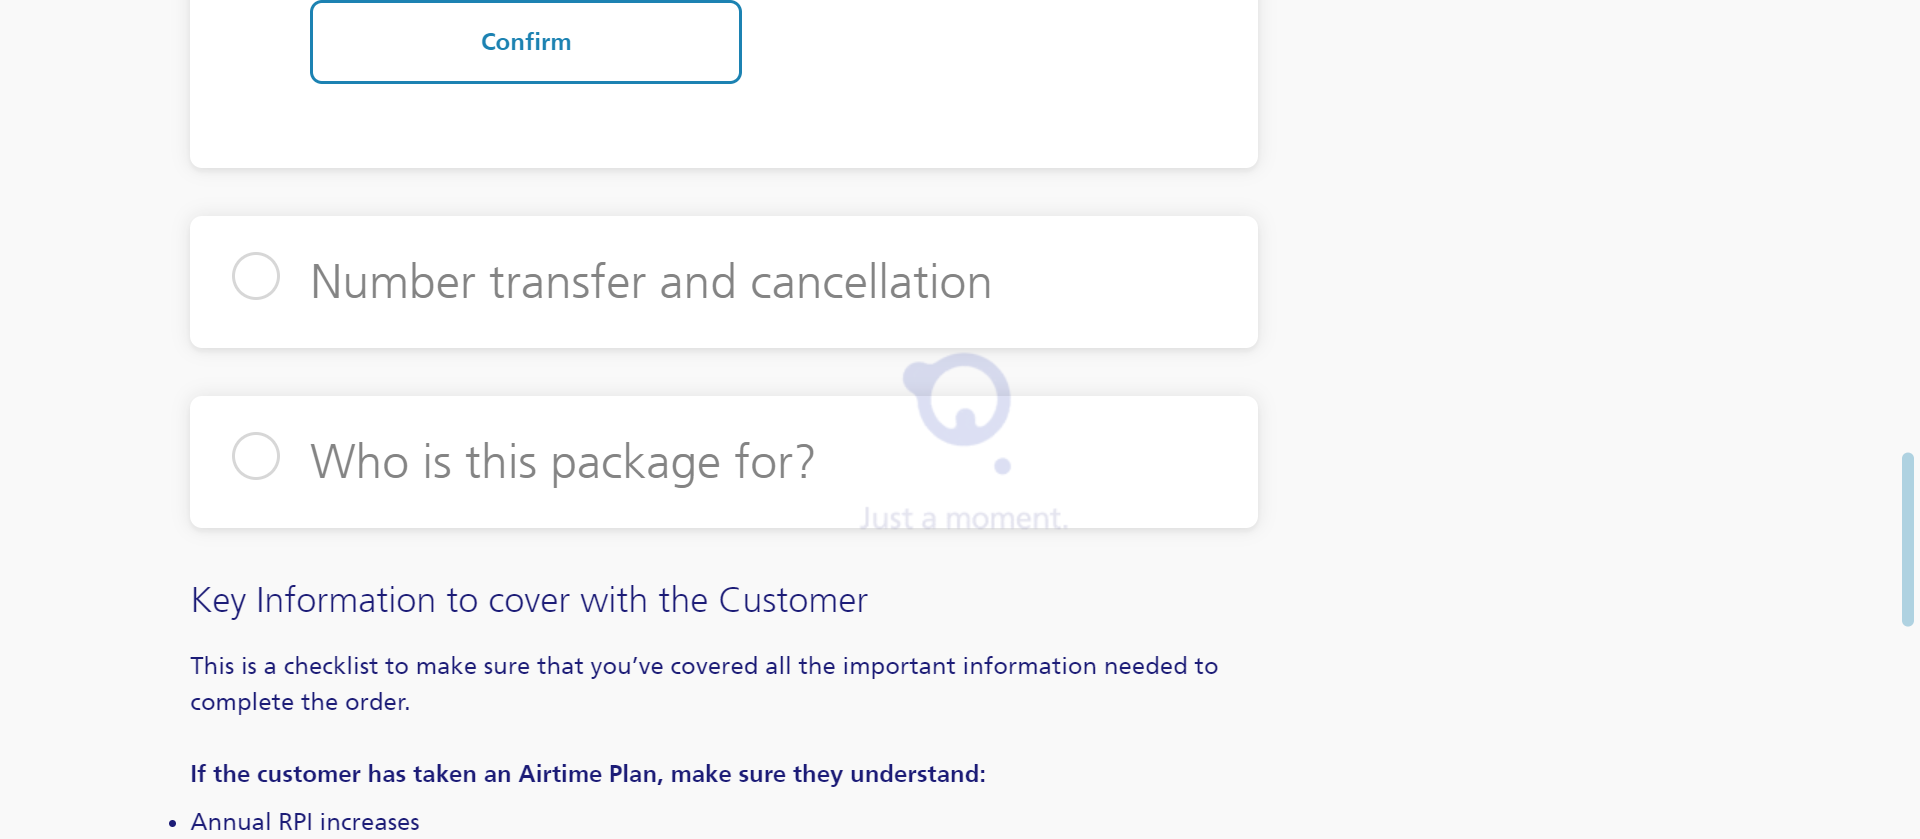 Confirm
Number transfer and cancellation
Who is this package for?
Just a moment.
Key Information to cover with the Customer
This is a checklist to make sure that you’ve covered all the important information needed to
complete the order.
If the customer has taken an Airtime Plan, make sure they understand:
• Annual RPI increases